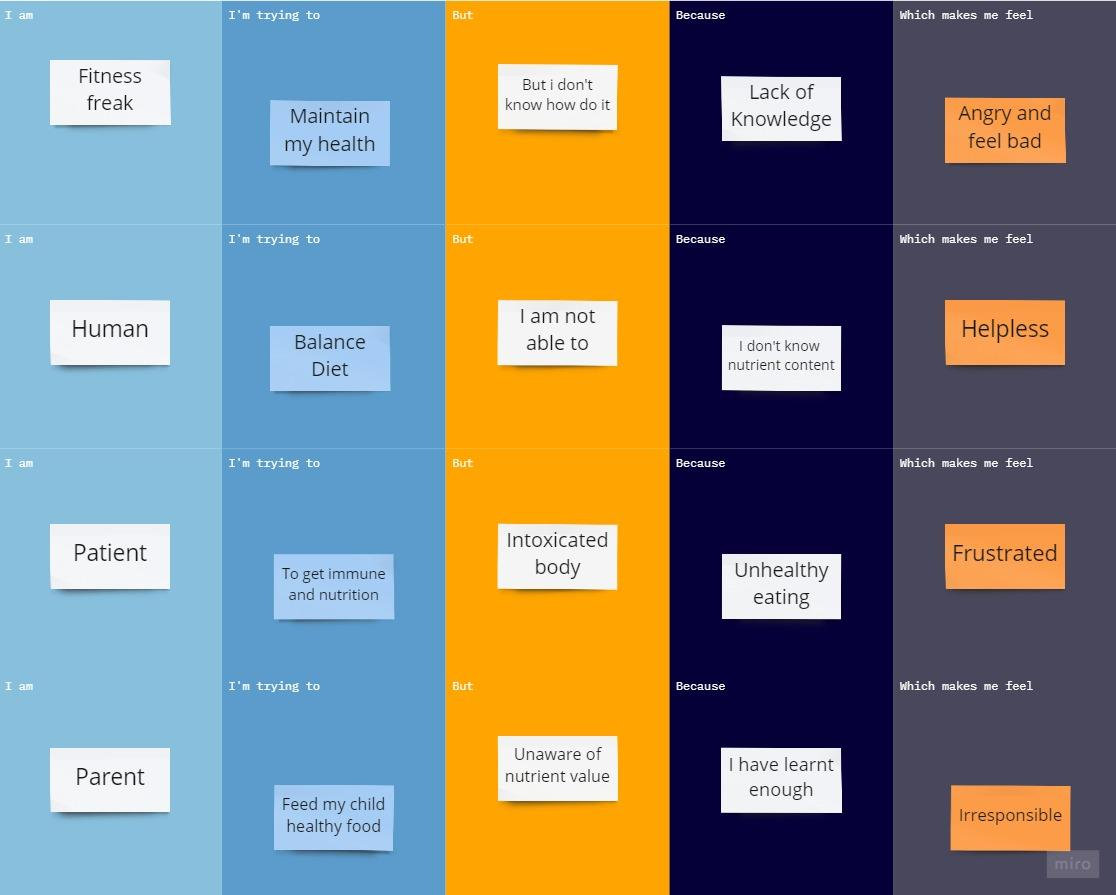 I am
I'm trying to
But
Because
Which makes me feel
Fitness
freak
Maintain
my health
But i don't
know how do it
Lack of
Knowledge
Angry and
feel bad
I am
I'm trying to
But
Because
Which makes me feel
Human
Balance
Diet
I am not
able to
I don't know
nutrient content
Helpless
I am
I'm trying to
But
Because
Which makes me feel
Patient
To get immune
and nutrition
Intoxicated
body
Unhealthy
eating
Frustrated
I am
I'm trying to
But
Because
Which makes me feel
Parent
Feed my child
healthy food
Unaware of
nutrient value
I have learnt
enough
Irresponsible
miro